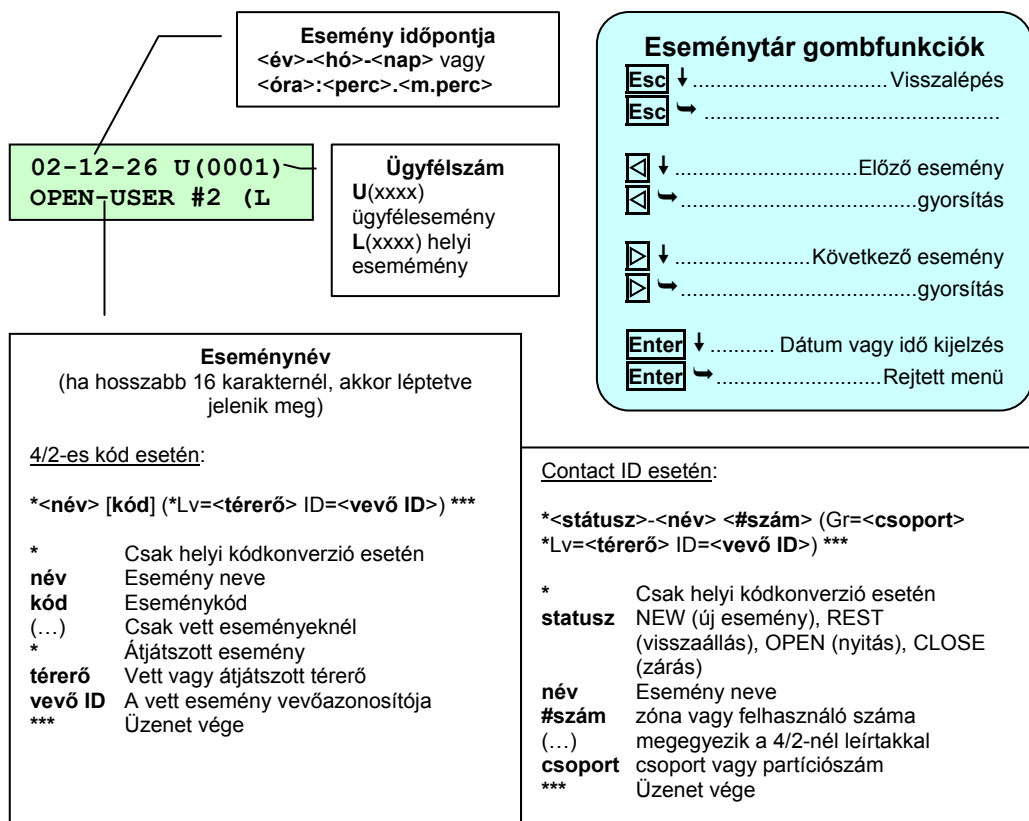 Esemény időpontja
<év>-<hó>-<nap> vagy
<óra>:<perc>.<m.perc>
02-12-26 U(0001)
OPEN-USER #2 (L
Ügyfélszám
U(xxxx)
ügyfélesemény
L(xxxx) helyi
esemémény
Eseménytár gombfunkciók
Esc ↓ ................................ Visszalépés
Esc ➥ ....................................................
◁ ↓ ............................ Előző esemény
◁ ➥ ......................................gyorsítás
▷ ↓ ........................Következő esemény
▷ ➥ ......................................gyorsítás
Enter ↓ ........... Dátum vagy idő kijelzés
Enter ➥ ............................Rejtett menü
Eseménynév
(ha hosszabb 16 karakternél, akkor léptetve
jelenik meg)
4/2-es kód esetén:
*<név> [kód] (*Lv=<térerő> ID=<vevő ID>) ***
* Csak helyi kódkonverzió esetén
név Esemény neve
kód Eseménykód
(…) Csak vett eseményeknél
* Átjátszott esemény
térerő Vett vagy átjátszott térerő
vevő ID A vett esemény vevőazonosítója
*** Üzenet vége
Contact ID esetén:
*<státusz>-<név> <#szám> (Gr=<csoport>
*Lv=<térerő> ID=<vevő ID>) ***
* Csak helyi kódkonverzió esetén
statusz NEW (új esemény), REST
(visszaállás), OPEN (nyitás), CLOSE
(zárás)
név Esemény neve
#szám zóna vagy felhasználó száma
(…) megegyezik a 4/2-nél leírtakkal
csoport csoport vagy partíciószám
*** Üzenet vége